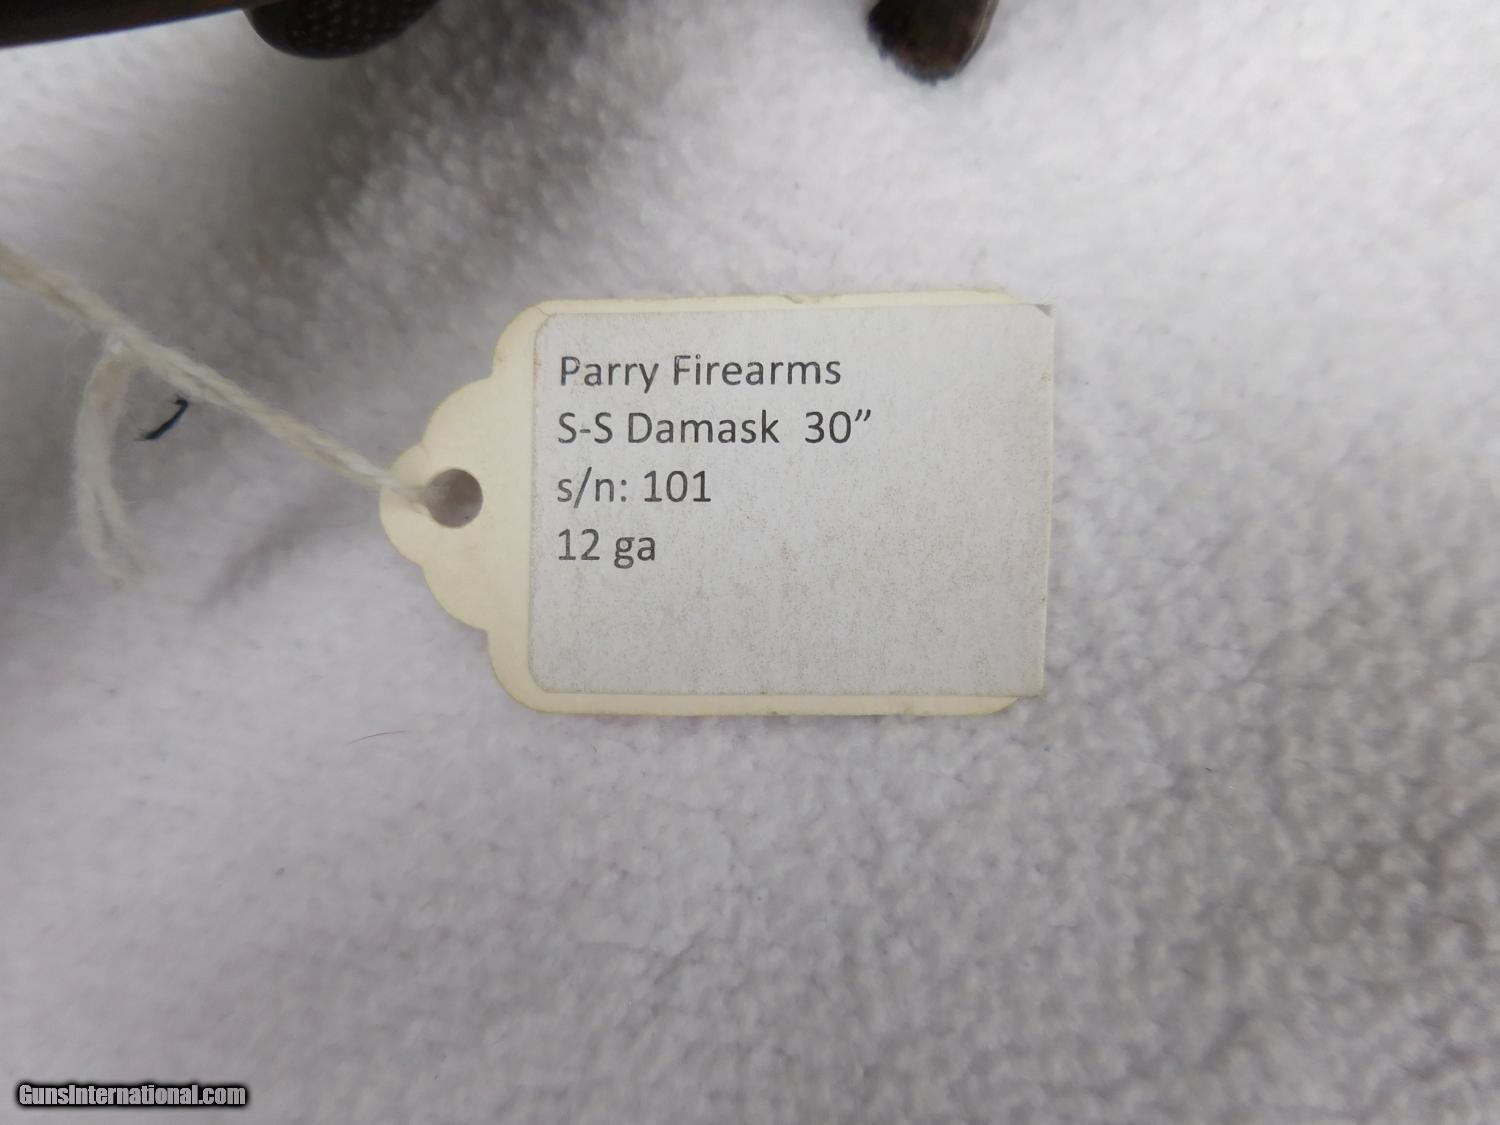 Parry Firearms
S-S Damask 30”
s/n: 101
12 ga
GunsInternational.com